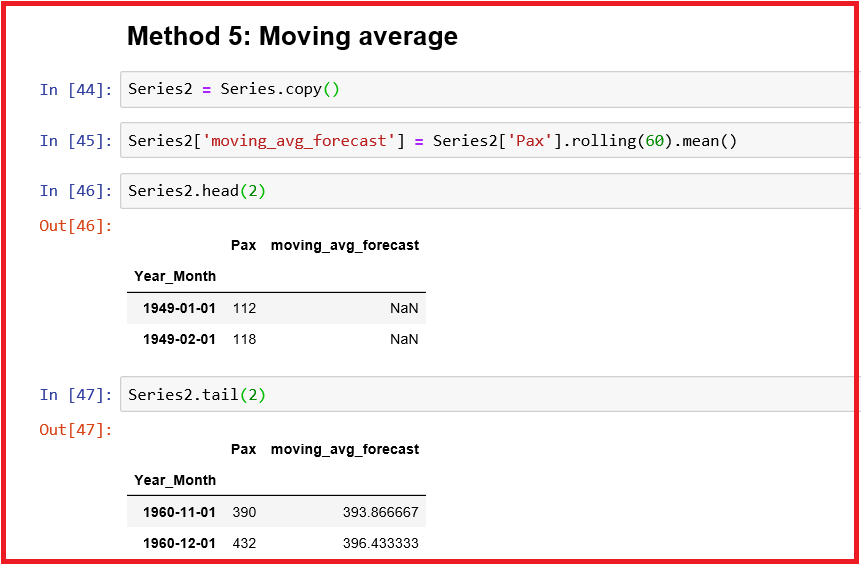 Method 5: Moving average
In [44]: Series2 = Series.copy()
In [45]: Series2['moving_avg_forecast'] = Series2['Pax'].rolling(60).mean()
In [46]: Series2.head(2)
Out[46]:
Pax moving_avg_forecast
Year_Month
1949-01-01 112 NaN
1949-02-01 118 NaN
In [47]: Series2.tail(2)
Out[47]:
Pax moving_avg_forecast
Year_Month
1960-11-01 390 393.866667
1960-12-01 432 396.433333